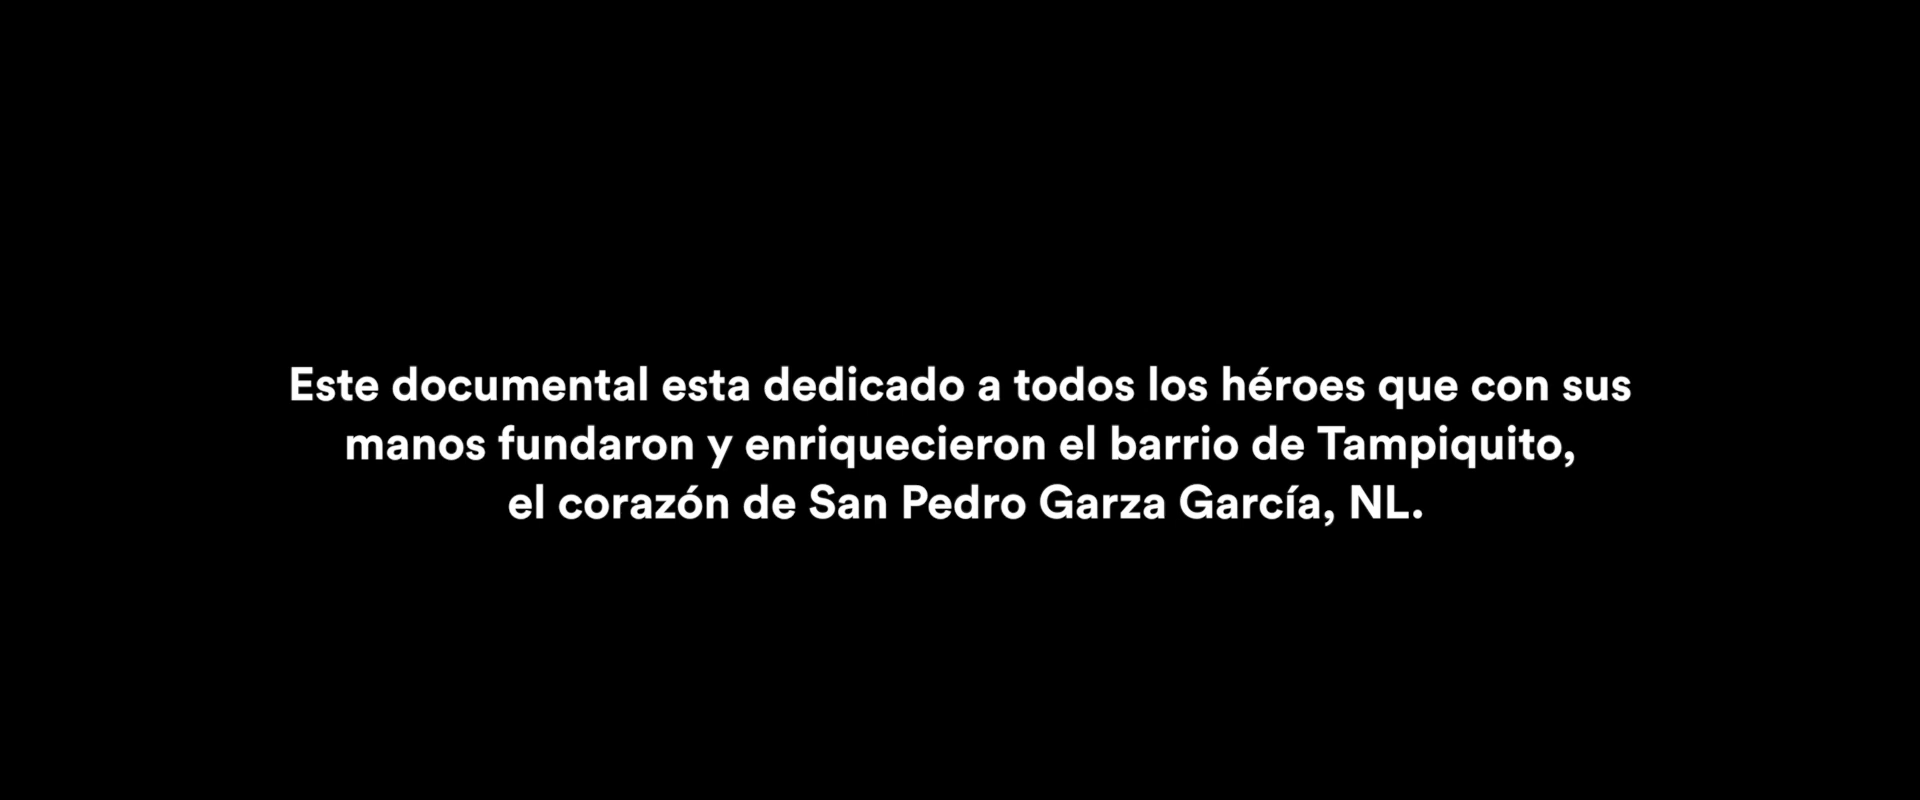 Este documental esta dedicado a todos los héroes que con sus
manos fundaron y enriquecieron el barrio de Tampiquito,
el corazón de San Pedro Garza García, NL.